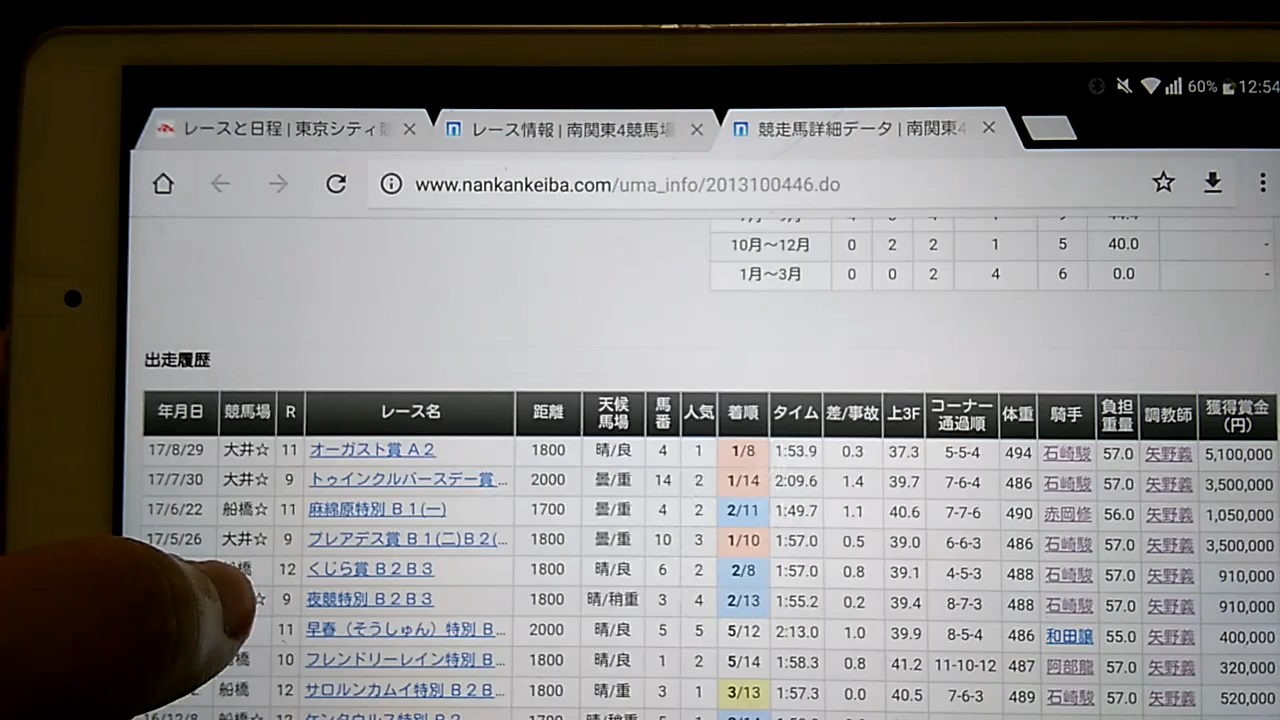 60% 12:54
レースと日程 | 東京シティ競 レース情報 | 南関東4競馬場 競走馬詳細データ | 南関東4
www.nankankeiba.com/uma_info/2013100446.do
10月～12月 0 2 2 1 5 40.0 -
1月～3月 0 0 2 4 6 0.0 -
出走履歴
年月日 競馬場 R レース名 距離 天候馬場 馬番 人気 着順 タイム 差/事故 上3F コーナー通過順 体重 騎手 負担重量 調教師 獲得賞金(円)
17/8/29 大井☆ 11 オーガスト賞 A2 1800 晴/良 4 1 1/8 1:53.9 0.3 37.3 5-5-4 494 石崎駿 57.0 矢野義 5,100,000
17/7/30 大井☆ 9 トゥインクルバースデー賞... 2000 曇/重 14 2 1/14 2:09.6 1.4 39.7 7-6-4 486 石崎駿 57.0 矢野義 3,500,000
17/6/22 船橋☆ 11 麻綿原特別 B1(一) 1700 曇/重 4 2 2/11 1:49.7 1.1 40.6 7-7-6 490 赤岡修 56.0 矢野義 1,050,000
17/5/26 大井☆ 9 プレアデス賞 B1(二)B2(... 1800 曇/重 10 3 1/10 1:57.0 0.5 39.0 6-6-3 486 石崎駿 57.0 矢野義 3,500,000
橋 12 くじら賞 B2B3 1800 晴/良 6 2 2/8 1:57.0 0.8 39.1 4-5-3 488 石崎駿 57.0 矢野義 910,000
☆ 9 夜競特別 B2B3 1800 晴/稍重 3 4 2/13 1:55.2 0.2 39.4 8-7-3 488 石崎駿 57.0 矢野義 910,000
11 早春（そうしゅん）特別 B... 2000 晴/良 5 5 5/12 2:13.0 1.0 39.9 8-5-4 486 和田譲 55.0 矢野義 400,000
橋 10 フレンドリーレイン特別 B... 1800 晴/良 1 2 5/14 1:58.3 0.8 41.2 11-10-12 487 阿部龍 57.0 矢野義 320,000
船橋 12 サロルンカムイ特別 B2B... 1800 晴/重 3 1 3/13 1:57.3 0.0 40.5 7-6-3 489 石崎駿 57.0 矢野義 520,000
16/12/8 船橋☆ 12 ケンタウルス特別 B2